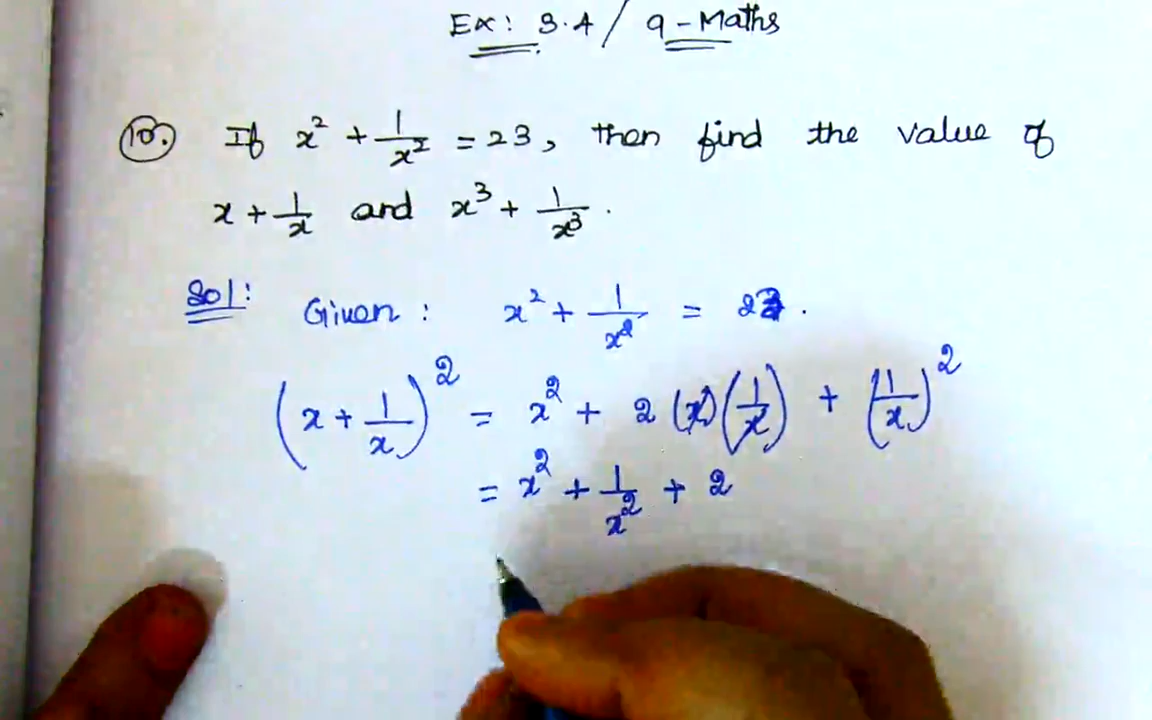 Ex: 3.4 / 9 - Maths
10. If x² + 1/x² = 23, then find the value of
x + 1/x and x³ + 1/x³.
Sol: Given: x² + 1/x² = 23.
(x + 1/x)² = x² + 2 (x)(1/x) + (1/x)²
= x² + 1/x² + 2